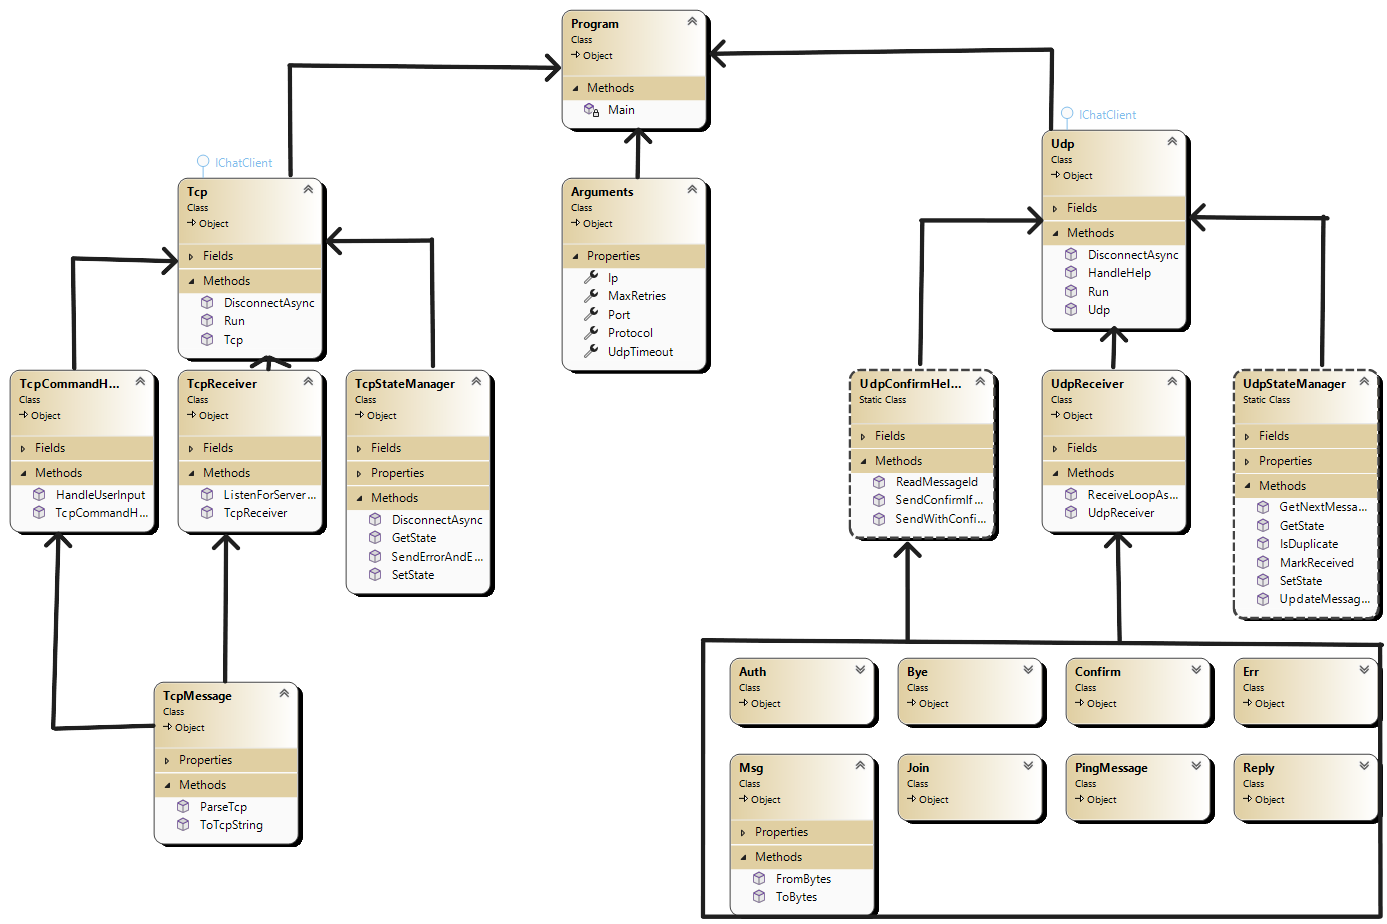 Program
Class
Object
Methods
Main
IChatClient
Tcp
Class
Object
Fields
Methods
DisconnectAsync
Run
Tcp
Arguments
Class
Object
Properties
Ip
MaxRetries
Port
Protocol
UdpTimeout
IChatClient
Udp
Class
Object
Fields
Methods
DisconnectAsync
HandleHelp
Run
Udp
TcpCommandH...
Class
Object
Fields
Methods
HandleUserInput
TcpCommandH...
TcpReceiver
Class
Object
Fields
Methods
ListenForServer...
TcpReceiver
TcpStateManager
Class
Object
Fields
Properties
Methods
DisconnectAsync
GetState
SendErrorAndE...
SetState
UdpConfirmHel...
Static Class
Fields
Methods
ReadMessageId
SendConfirmIf...
SendWithConfi...
UdpReceiver
Class
Object
Fields
Methods
ReceiveLoopAs...
UdpReceiver
UdpStateManager
Static Class
Fields
Properties
Methods
GetNextMessa...
GetState
IsDuplicate
MarkReceived
SetState
UpdateMessag...
TcpMessage
Class
Object
Properties
Methods
ParseTcp
ToTcpString
Auth
Class
Object
Bye
Class
Object
Confirm
Class
Object
Err
Class
Object
Msg
Class
Object
Properties
Methods
FromBytes
ToBytes
Join
Class
Object
PingMessage
Class
Object
Reply
Class
Object